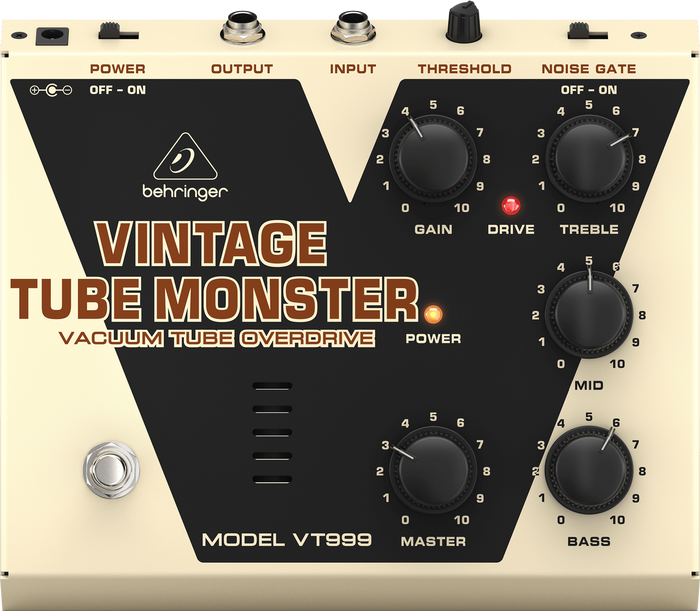 POWER
OUTPUT
INPUT
THRESHOLD
NOISE GATE
OFF - ON
OFF - ON
behringer
VINTAGE
TUBE MONSTER
VACUUM TUBE OVERDRIVE
0 1 2 3 4 5 6 7 8 9 10
GAIN
DRIVE
0 1 2 3 4 5 6 7 8 9 10
TREBLE
POWER
0 1 2 3 4 5 6 7 8 9 10
MID
0 1 2 3 4 5 6 7 8 9 10
MASTER
0 1 2 3 4 5 6 7 8 9 10
BASS
MODEL VT999